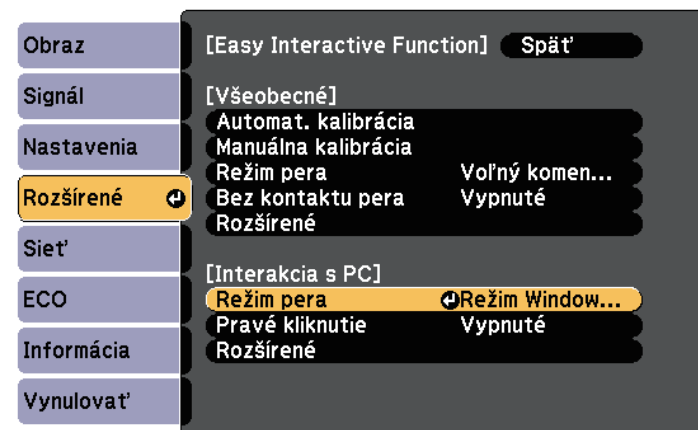 Obraz
Signál
Nastavenia
Rozšírené
Sieť
ECO
Informácia
Vynulovať
[Easy Interactive Function] Späť
[Všeobecné]
Automat. kalibrácia
Manuálna kalibrácia
Režim pera Voľný komen...
Bez kontaktu pera Vypnuté
Rozšírené
[Interakcia s PC]
Režim pera Režim Window...
Pravé kliknutie Vypnuté
Rozšírené